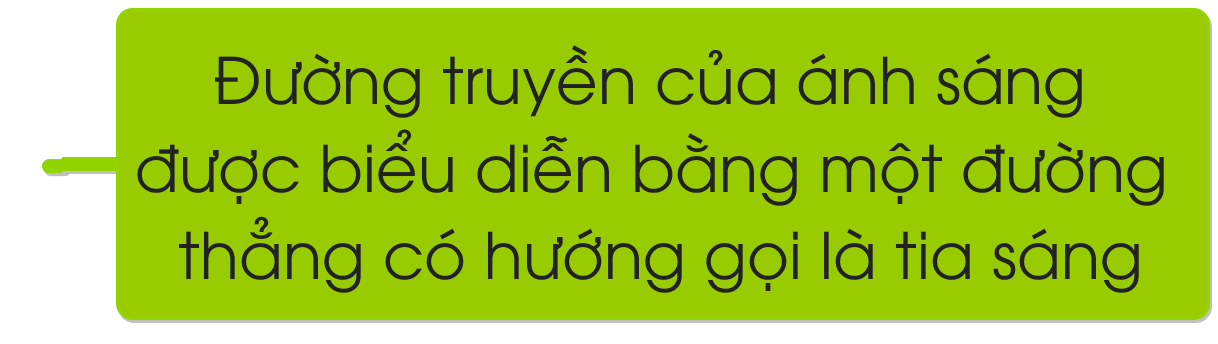 Đường truyền của ánh sáng
được biểu diễn bằng một đường
thẳng có hướng gọi là tia sáng